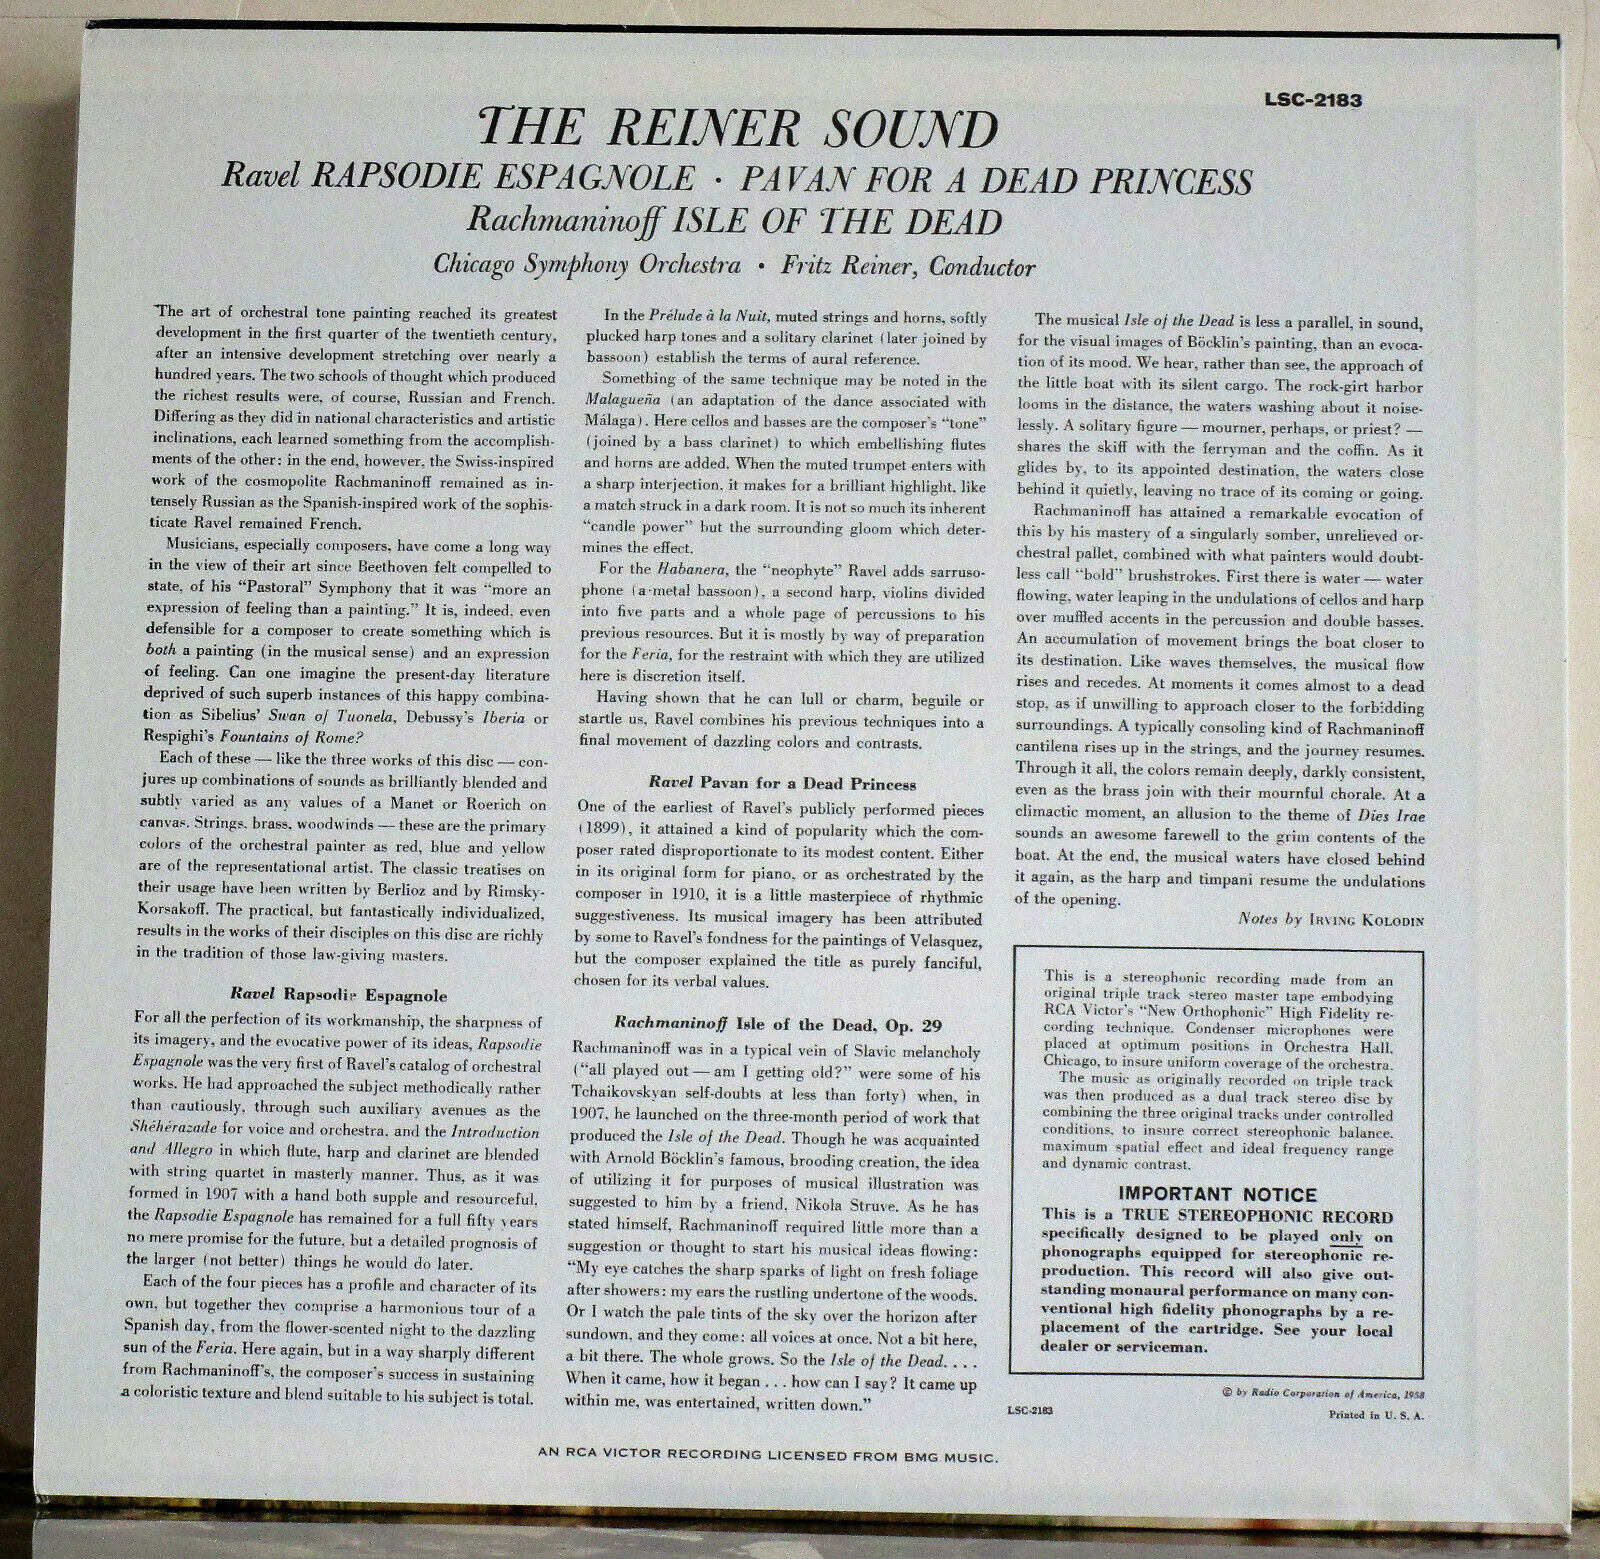 LSC-2183
THE REINER SOUND
Ravel RAPSODIE ESPAGNOLE · PAVAN FOR A DEAD PRINCESS
Rachmaninoff ISLE OF THE DEAD
Chicago Symphony Orchestra • Fritz Reiner, Conductor
The art of orchestral tone painting reached its greatest
development in the first quarter of the twentieth century,
after an intensive development stretching over nearly a
hundred years. The two schools of thought which produced
the richest results were, of course, Russian and French.
Differing as they did in national characteristics and artistic
inclinations, each learned something from the accomplish-
ments of the other: in the end, however, the Swiss-inspired
work of the cosmopolite Rachmaninoff remained as in-
tensely Russian as the Spanish-inspired work of the sophis-
ticate Ravel remained French.
Musicians, especially composers, have come a long way
in the view of their art since Beethoven felt compelled to
state, of his "Pastoral" Symphony that it was "more an
expression of feeling than a painting." It is, indeed, even
defensible for a composer to create something which is
both a painting (in the musical sense) and an expression
of feeling. Can one imagine the present-day literature
deprived of such superb instances of this happy combina-
tion as Sibelius' Swan of Tuonela, Debussy's Iberia or
Respighi's Fountains of Rome?
Each of these — like the three works of this disc — con-
jures up combinations of sounds as brilliantly blended and
subtly varied as any values of a Manet or Roerich on
canvas. Strings, brass, woodwinds — these are the primary
colors of the orchestral painter as red, blue and yellow
are of the representational artist. The classic treatises on
their usage have been written by Berlioz and by Rimsky-
Korsakoff. The practical, but fantastically individualized,
results in the works of their disciples on this disc are richly
in the tradition of those law-giving masters.
Ravel Rapsodie Espagnole
For all the perfection of its workmanship, the sharpness of
its imagery, and the evocative power of its ideas, Rapsodie
Espagnole was the very first of Ravel's catalog of orchestral
works. He had approached the subject methodically rather
than cautiously, through such auxiliary avenues as the
Shéhérazade for voice and orchestra, and the Introduction
and Allegro in which flute, harp and clarinet are blended
with string quartet in masterly manner. Thus, as it was
formed in 1907 with a hand both supple and resourceful,
the Rapsodie Espagnole has remained for a full fifty years
no mere promise for the future, but a detailed prognosis of
the larger (not better) things he would do later.
Each of the four pieces has a profile and character of its
own, but together they comprise a harmonious tour of a
Spanish day, from the flower-scented night to the dazzling
sun of the Feria. Here again, but in a way sharply different
from Rachmaninoff's, the composer's success in sustaining
a coloristic texture and blend suitable to his subject is total.
In the Prélude à la Nuit, muted strings and horns, softly
plucked harp tones and a solitary clarinet (later joined by
bassoon) establish the terms of aural reference.
Something of the same technique may be noted in the
Malagueña (an adaptation of the dance associated with
Málaga). Here cellos and basses are the composer's "tone"
(joined by a bass clarinet) to which embellishing flutes
and horns are added. When the muted trumpet enters with
a sharp interjection, it makes for a brilliant highlight, like
a match struck in a dark room. It is not so much its inherent
"candle power" but the surrounding gloom which deter-
mines the effect.
For the Habanera, the "neophyte" Ravel adds sarruso-
phone (a metal bassoon), a second harp, violins divided
into five parts and a whole page of percussions to his
previous resources. But it is mostly by way of preparation
for the Feria, for the restraint with which they are utilized
here is discretion itself.
Having shown that he can lull or charm, beguile or
startle us, Ravel combines his previous techniques into a
final movement of dazzling colors and contrasts.
Ravel Pavan for a Dead Princess
One of the earliest of Ravel's publicly performed pieces
(1899), it attained a kind of popularity which the com-
poser rated disproportionate to its modest content. Either
in its original form for piano, or as orchestrated by the
composer in 1910, it is a little masterpiece of rhythmic
suggestiveness. Its musical imagery has been attributed
by some to Ravel's fondness for the paintings of Velasquez,
but the composer explained the title as purely fanciful,
chosen for its verbal values.
Rachmaninoff Isle of the Dead, Op. 29
Rachmaninoff was in a typical vein of Slavic melancholy
("all played out — am I getting old?" were some of his
Tchaikovskyan self-doubts at less than forty) when, in
1907, he launched on the three-month period of work that
produced the Isle of the Dead. Though he was acquainted
with Arnold Böcklin's famous, brooding creation, the idea
of utilizing it for purposes of musical illustration was
suggested to him by a friend, Nikola Struve. As he has
stated himself, Rachmaninoff required little more than a
suggestion or thought to start his musical ideas flowing:
"My eye catches the sharp sparks of light on fresh foliage
after showers: my ears the rustling undertone of the woods.
Or I watch the pale tints of the sky over the horizon after
sundown, and they come: all voices at once. Not a bit here,
a bit there. The whole grows. So the Isle of the Dead. . . .
When it came, how it began . . . how can I say? It came up
within me, was entertained, written down."
The musical Isle of the Dead is less a parallel, in sound,
for the visual images of Böcklin's painting, than an evoca-
tion of its mood. We hear, rather than see, the approach of
the little boat with its silent cargo. The rock-girt harbor
looms in the distance, the waters washing about it noise-
lessly. A solitary figure — mourner, perhaps, or priest? —
shares the skiff with the ferryman and the coffin. As it
glides by, to its appointed destination, the waters close
behind it quietly, leaving no trace of its coming or going.
Rachmaninoff has attained a remarkable evocation of
this by his mastery of a singularly somber, unrelieved or-
chestral pallet, combined with what painters would doubt-
less call "bold" brushstrokes. First there is water — water
flowing, water leaping in the undulations of cellos and harp
over muffled accents in the percussion and double basses.
An accumulation of movement brings the boat closer to
its destination. Like waves themselves, the musical flow
rises and recedes. At moments it comes almost to a dead
stop, as if unwilling to approach closer to the forbidding
surroundings. A typically consoling kind of Rachmaninoff
cantilena rises up in the strings, and the journey resumes.
Through it all, the colors remain deeply, darkly consistent,
even as the brass join with their mournful chorale. At a
climactic moment, an allusion to the theme of Dies Irae
sounds an awesome farewell to the grim contents of the
boat. At the end, the musical waters have closed behind
it again, as the harp and timpani resume the undulations
of the opening.
Notes by IRVING KOLODIN
This is a stereophonic recording made from an
original triple track stereo master tape embodying
RCA Victor's "New Orthophonic" High Fidelity re-
cording technique. Condenser microphones were
placed at optimum positions in Orchestra Hall,
Chicago, to insure uniform coverage of the orchestra.
The music as originally recorded on triple track
was then produced as a dual track stereo disc by
combining the three original tracks under controlled
conditions, to insure correct stereophonic balance,
maximum spatial effect and ideal frequency range
and dynamic contrast.
IMPORTANT NOTICE
This is a TRUE STEREOPHONIC RECORD
specifically designed to be played only on
phonographs equipped for stereophonic re-
production. This record will also give out-
standing monaural performance on many con-
ventional high fidelity phonographs by a re-
placement of the cartridge. See your local
dealer or serviceman.
© by Radio Corporation of America, 1958
LSC-2183
Printed in U. S. A.
AN RCA VICTOR RECORDING LICENSED FROM BMG MUSIC.